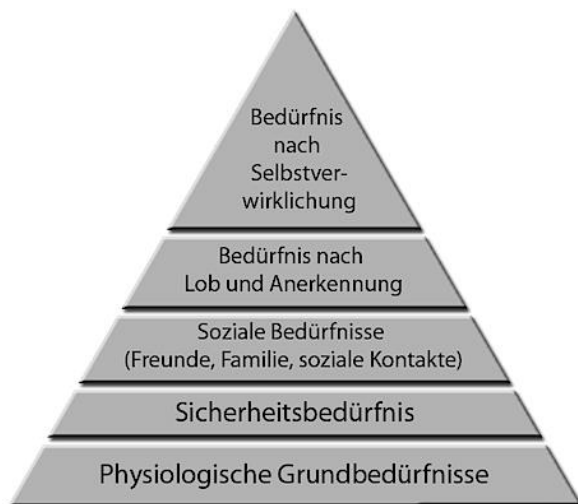 Bedürfnis
nach
Selbstver-
wirklichung
Bedürfnis nach
Lob und Anerkennung
Soziale Bedürfnisse
(Freunde, Familie, soziale Kontakte)
Sicherheitsbedürfnis
Physiologische Grundbedürfnisse